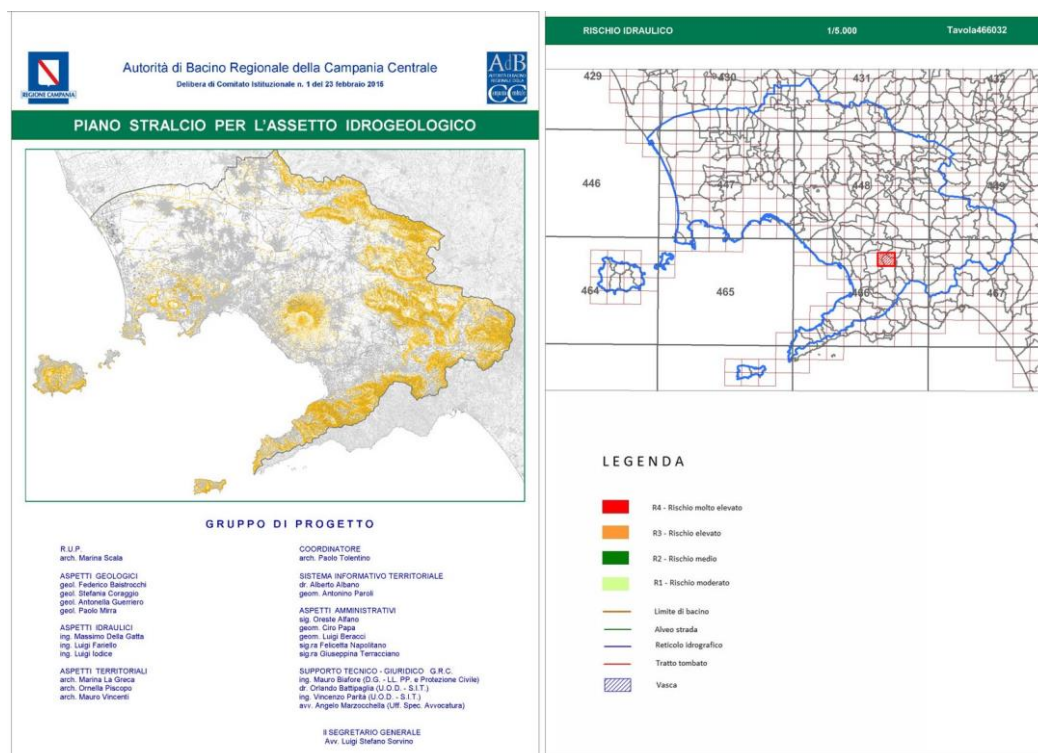 REGIONE CAMPANIA
Autorità di Bacino Regionale della Campania Centrale
Delibera di Comitato Istituzionale n. 1 del 23 febbraio 2015
AdB
CC
PIANO STRALCIO PER L'ASSETTO IDROGEOLOGICO
GRUPPO DI PROGETTO
R.U.P.
arch. Marina Scala
ASPETTI GEOLOGICI
geol. Federico Baistrocchi
geol. Stefania Coraggio
geol. Antonella Guerriero
geol. Paolo Mirra
ASPETTI IDRAULICI
ing. Massimo Della Gatta
ing. Luigi Fariello
ing. Luigi Iodice
ASPETTI TERRITORIALI
arch. Marina La Greca
arch. Ornella Piscopo
arch. Mauro Vincenti
COORDINATORE
arch. Paolo Tolentino
SISTEMA INFORMATIVO TERRITORIALE
dr. Alberto Albano
geom. Antonino Paroli
ASPETTI AMMINISTRATIVI
sig. Oreste Alfano
geom. Ciro Papa
geom. Luigi Beracci
sig.ra Felicetta Napolitano
sig.ra Giuseppina Terracciano
SUPPORTO TECNICO - GIURIDICO G.R.C.
ing. Mauro Biafore (D.G. - LL. PP. e Protezione Civile)
dr. Orlando Battipaglia (U.O.D. - S.I.T.)
ing. Vincenzo Parità (U.O.D. - S.I.T.)
avv. Angelo Marzocchella (Uff. Spec. Avvocatura)
Il SEGRETARIO GENERALE
Avv. Luigi Stefano Sorvino
RISCHIO IDRAULICO 1/5.000 Tavola466032
429 430 431 432
446 447 448 449
464 465 466 467
LEGENDA
R4 - Rischio molto elevato
R3 - Rischio elevato
R2 - Rischio medio
R1 - Rischio moderato
Limite di bacino
Alveo strada
Reticolo idrografico
Tratto tombato
Vasca